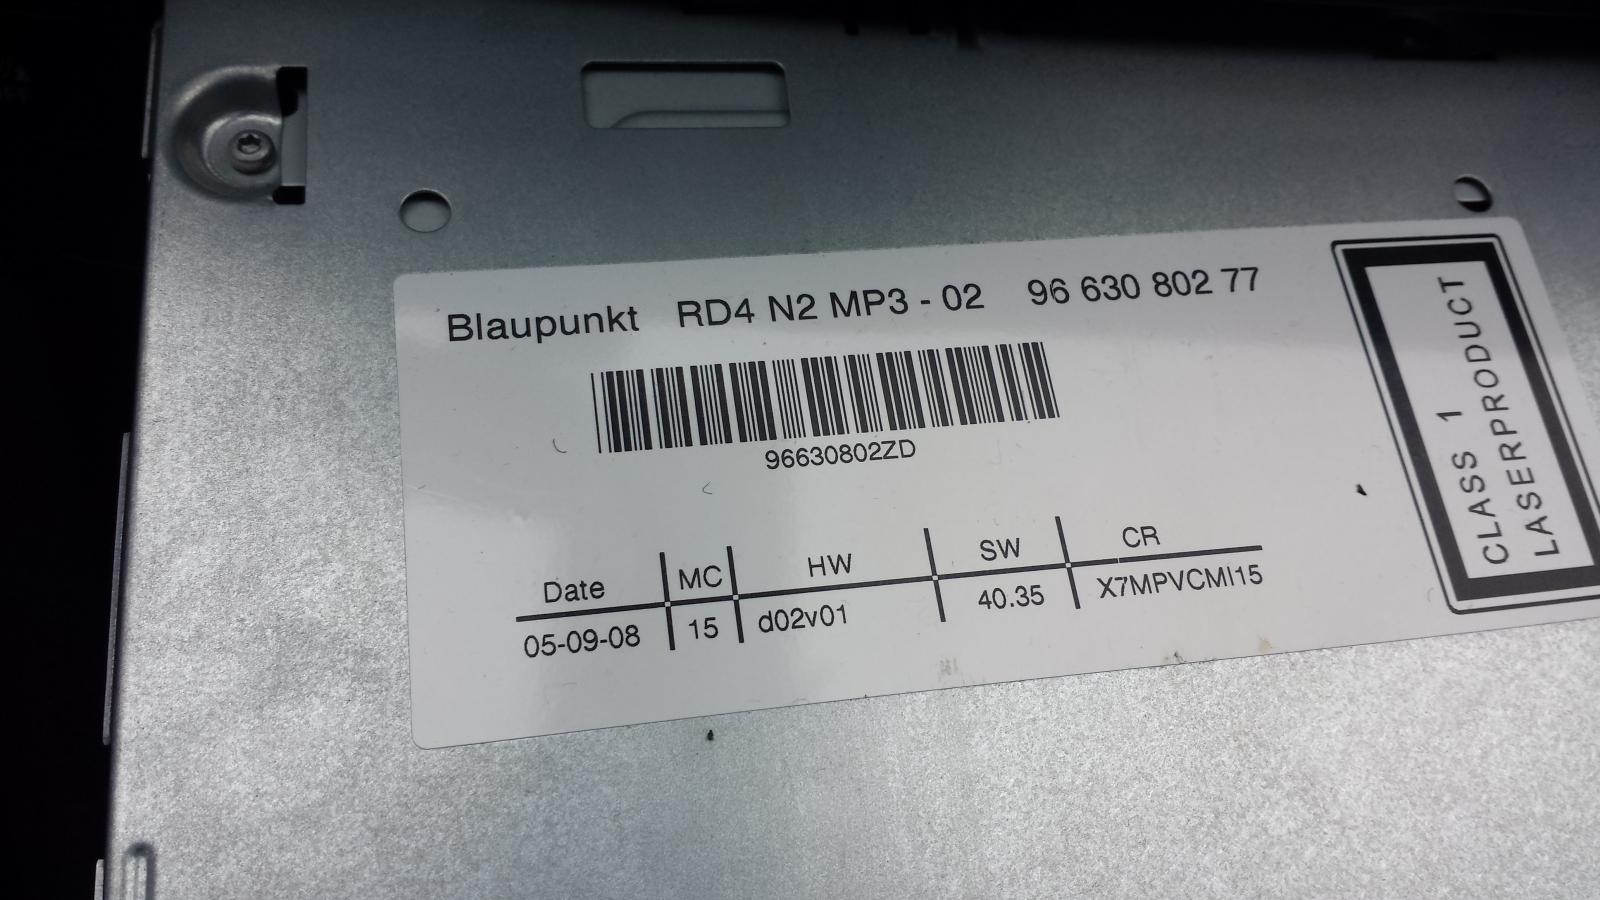 Blaupunkt RD4 N2 MP3 - 02 96 630 802 77
96630802ZD
Date MC HW SW CR
05-09-08 15 d02v01 40.35 X7MPVCMI15
CLASS 1
LASERPRODUCT